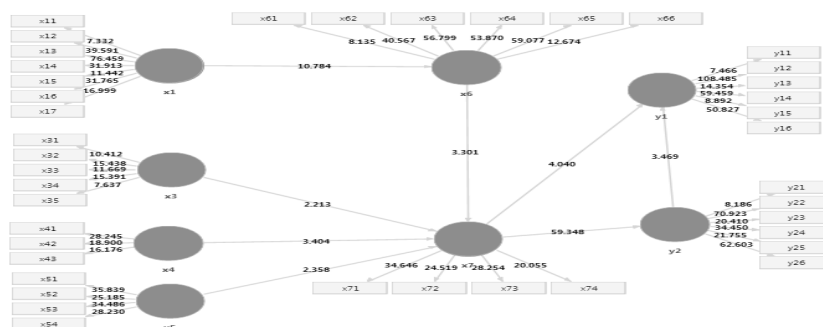 x11
x12
x13
x14
x15
x16
x17
7.332
39.591
76.459
31.913
11.442
31.765
16.999
x1
10.784
x61
x62
x63
x64
x65
x66
8.135
40.567
56.799
53.870
59.077
12.674
x6
3.301
y11
y12
y13
y14
y15
y16
7.466
108.485
14.354
59.459
8.892
50.827
y1
4.040
3.469
x31
x32
x33
x34
x35
10.412
15.438
11.669
15.391
7.637
x3
2.213
x41
x42
x43
28.245
18.900
16.176
x4
3.404
x51
x52
x53
x54
35.839
25.185
34.486
28.230
2.358
x7
34.646
24.519
28.254
20.055
x71
x72
x73
x74
59.348
y2
8.186
70.923
20.410
34.450
21.755
62.603
y21
y22
y23
y24
y25
y26